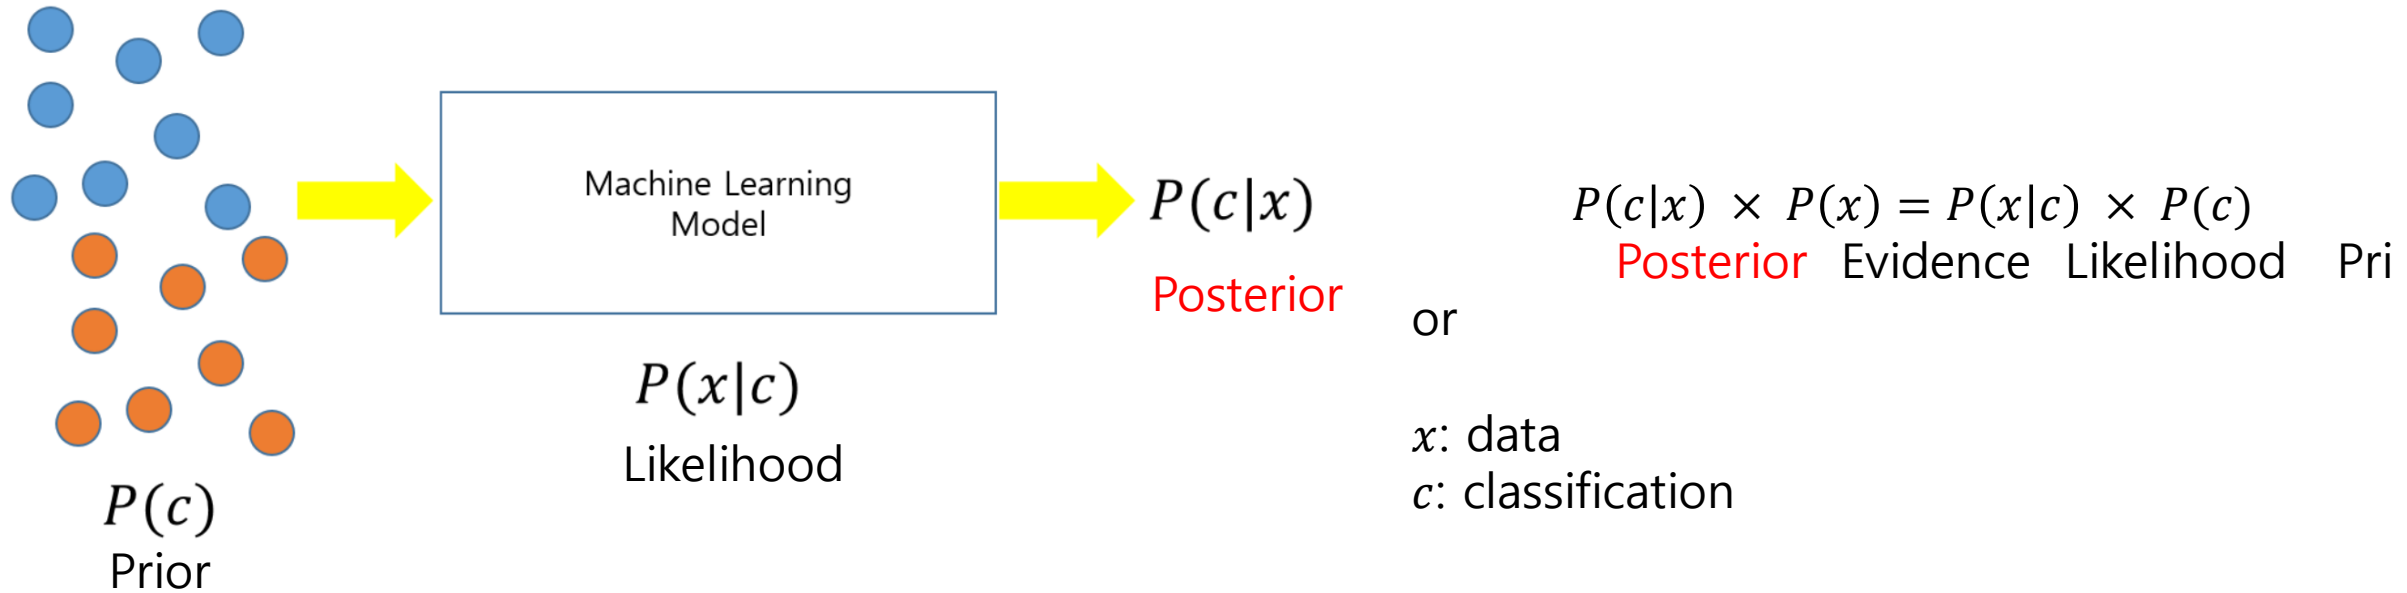 Machine Learning
Model
P(c|x)
Posterior
P(x|c)
Likelihood
P(c)
Prior
P(c|x) × P(x) = P(x|c) × P(c)
Posterior Evidence Likelihood Pri
or
x: data
c: classification